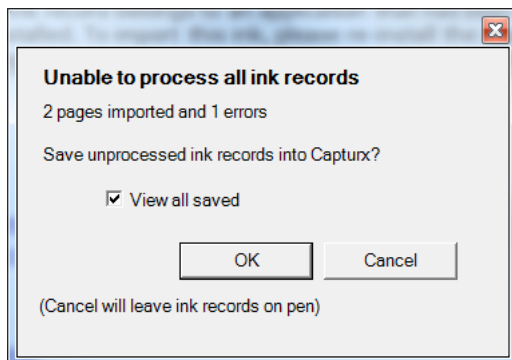 Unable to process all ink records
2 pages imported and 1 errors
Save unprocessed ink records into Capturx?
View all saved
OK
Cancel
(Cancel will leave ink records on pen)